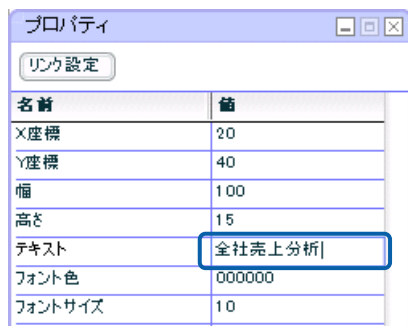 プロパティ
リンク設定
名前 値
X座標 20
Y座標 40
幅 100
高さ 15
テキスト 全社売上分析
フォント色 000000
フォントサイズ 10